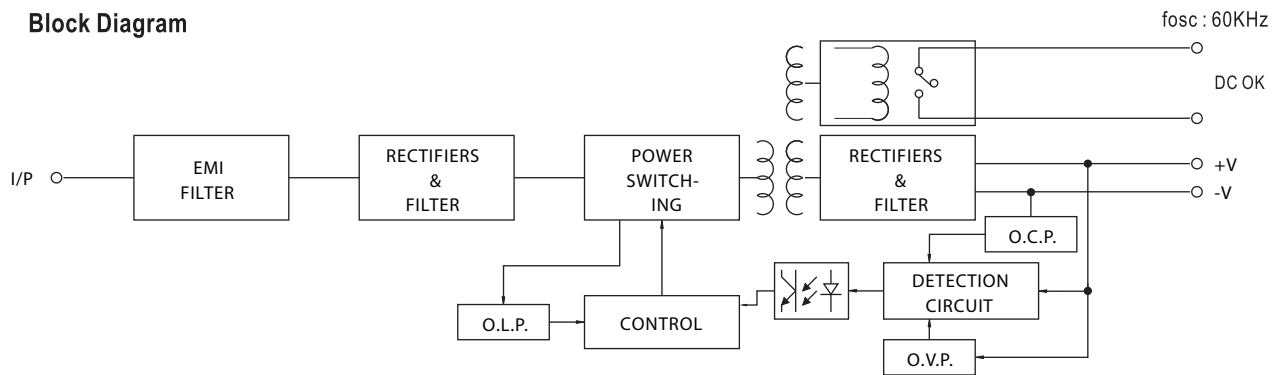 Block Diagram
fosc : 60KHz
DC OK
I/P
EMI
FILTER
RECTIFIERS
&
FILTER
POWER
SWITCH-
ING
RECTIFIERS
&
FILTER
+V
-V
O.C.P.
DETECTION
CIRCUIT
O.L.P.
CONTROL
O.V.P.